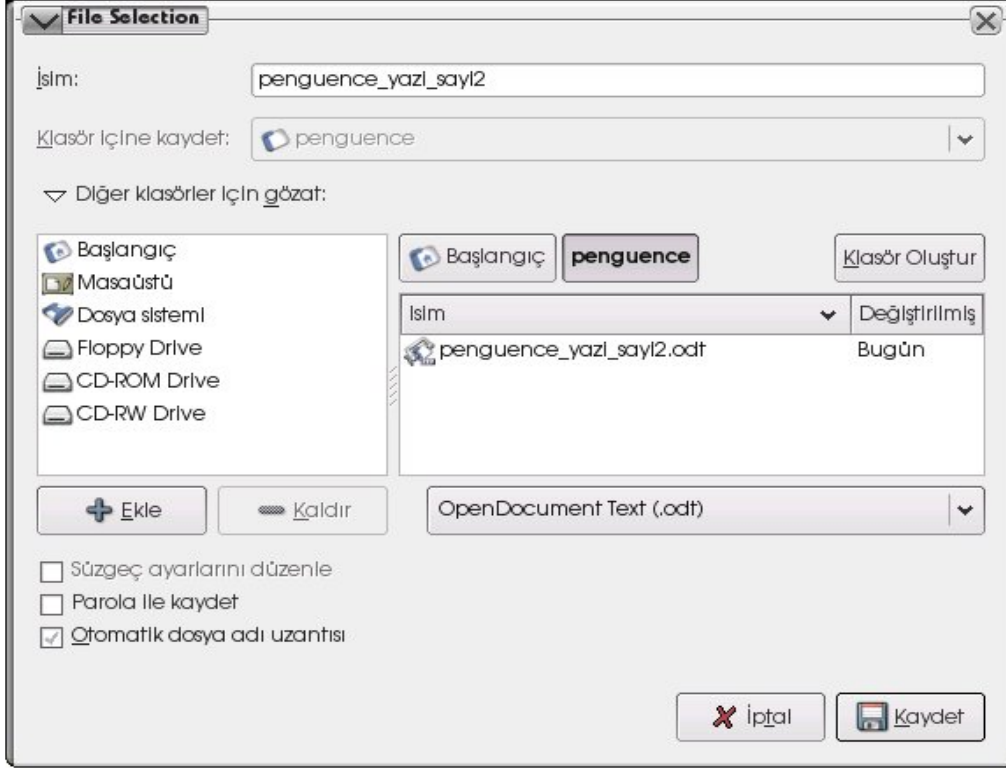 File Selection
İsim:
penguence_yazi_sayi2
Klasör içine kaydet:
penguence
Diğer klasörler için gözat:
Başlangıç
Masaüstü
Dosya sistemi
Floppy Drive
CD-ROM Drive
CD-RW Drive
Başlangıç
penguence
Klasör Oluştur
Isim
Değiştirilmiş
penguence_yazi_sayi2.odt
Bugün
Ekle
Kaldır
OpenDocument Text (.odt)
Süzgeç ayarlarını düzenle
Parola ile kaydet
Otomatik dosya adı uzantısı
İptal
Kaydet